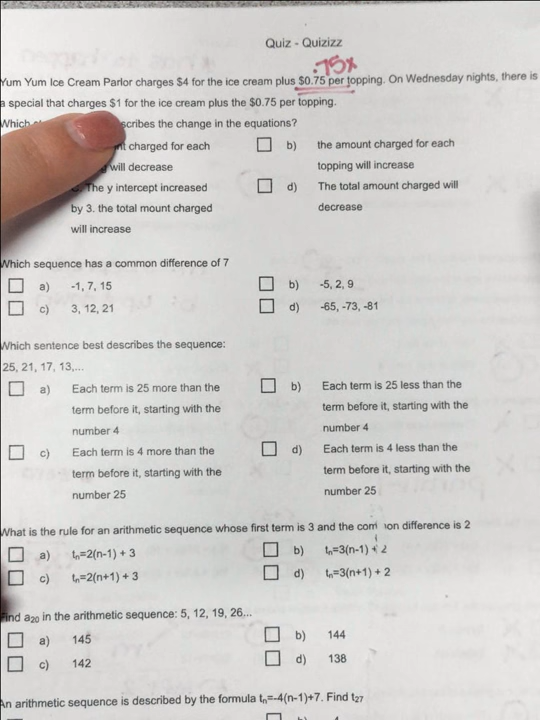 Quiz - Quizizz
.75x
Yum Yum Ice Cream Parlor charges $4 for the ice cream plus $0.75 per topping. On Wednesday nights, there is
a special that charges $1 for the ice cream plus the $0.75 per topping.
Which scribes the change in the equations?
charged for each
will decrease
b) the amount charged for each
topping will increase
The y intercept increased
by 3. the total mount charged
will increase
d) The total amount charged will
decrease
Which sequence has a common difference of 7
a) -1, 7, 15
b) -5, 2, 9
c) 3, 12, 21
d) -65, -73, -81
Which sentence best describes the sequence:
25, 21, 17, 13,...
a) Each term is 25 more than the
term before it, starting with the
number 4
b) Each term is 25 less than the
term before it, starting with the
number 4
c) Each term is 4 more than the
term before it, starting with the
number 25
d) Each term is 4 less than the
term before it, starting with the
number 25
What is the rule for an arithmetic sequence whose first term is 3 and the common difference is 2
a) tₙ=2(n-1) + 3
b) tₙ=3(n-1) + 2
c) tₙ=2(n+1) + 3
d) tₙ=3(n+1) + 2
Find a₂₀ in the arithmetic sequence: 5, 12, 19, 26...
a) 145
b) 144
c) 142
d) 138
An arithmetic sequence is described by the formula tₙ=-4(n-1)+7. Find t₂₇